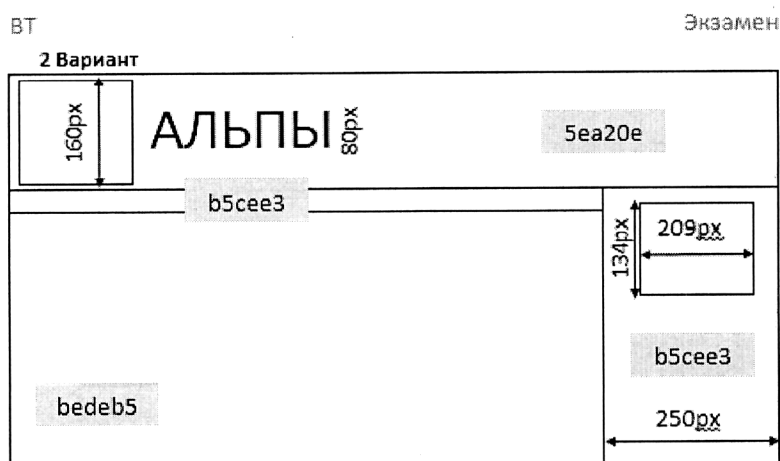 ВТ
Экзамен
2 Вариант
160px
АЛЬПЫ
80px
5ea20e
b5cee3
134px
209px
b5cee3
bedeb5
250px